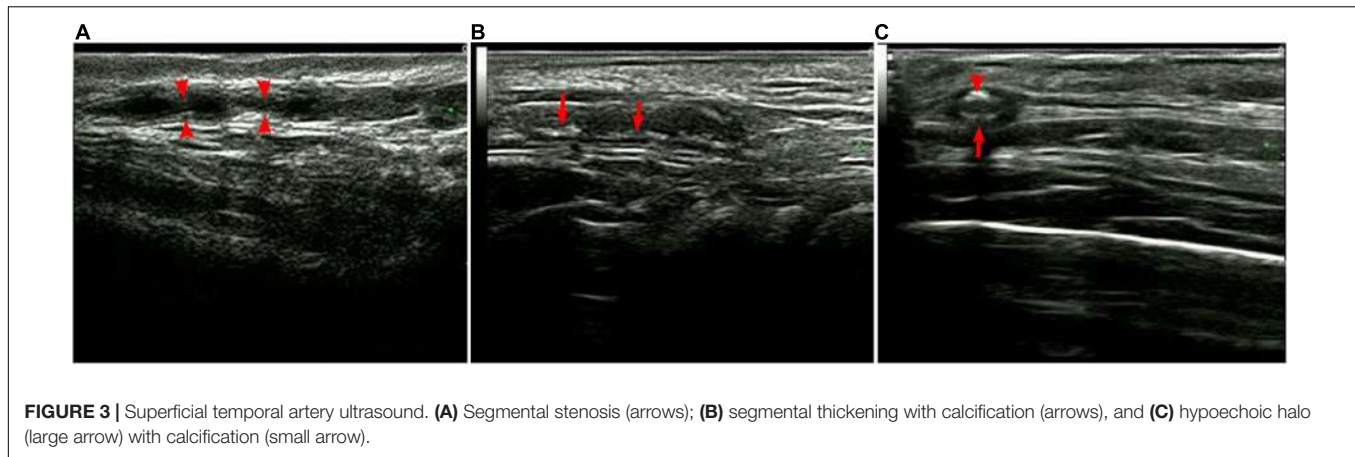 A
B
C
FIGURE 3 | Superficial temporal artery ultrasound. (A) Segmental stenosis (arrows); (B) segmental thickening with calcification (arrows), and (C) hypoechoic halo
(large arrow) with calcification (small arrow).